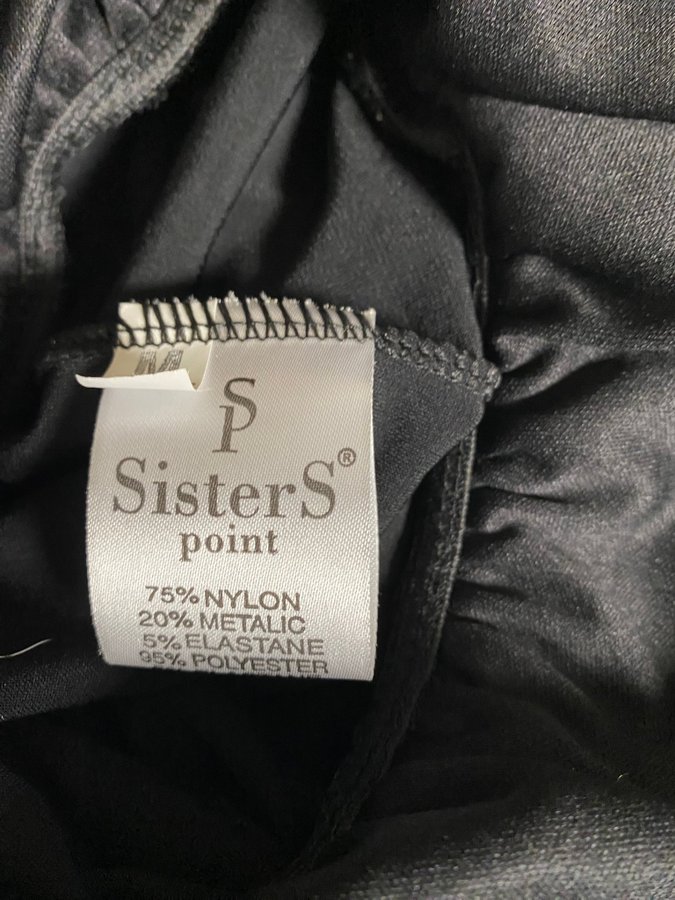 SP
SisterS®
point
75% NYLON
20% METALIC
5% ELASTANE
95% POLYESTER